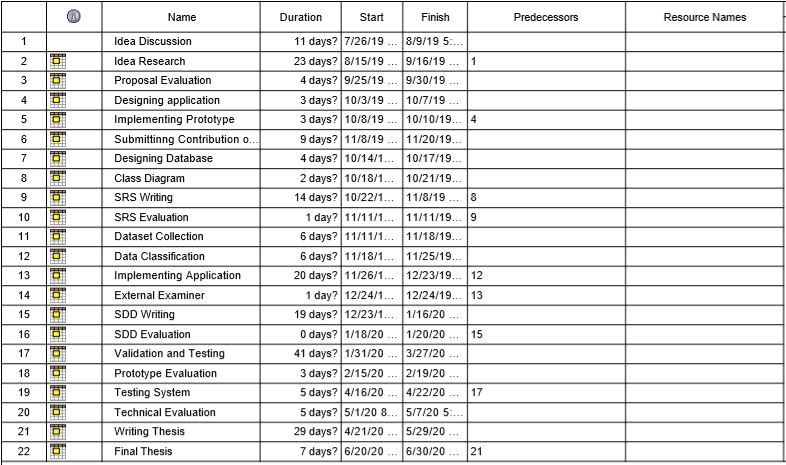 Name Duration Start Finish Predecessors Resource Names
1 Idea Discussion 11 days? 7/26/19 ... 8/9/19 5:...
2 Idea Research 23 days? 8/15/19 ... 9/16/19 ... 1
3 Proposal Evaluation 4 days? 9/25/19 ... 9/30/19 ...
4 Designing application 3 days? 10/3/19 ... 10/7/19 ...
5 Implementing Prototype 3 days? 10/8/19 ... 10/10/19... 4
6 Submittinng Contribution o... 9 days? 11/8/19 ... 11/20/19...
7 Designing Database 4 days? 10/14/1... 10/17/19...
8 Class Diagram 2 days? 10/18/1... 10/21/19...
9 SRS Writing 14 days? 10/22/1... 11/8/19 ... 8
10 SRS Evaluation 1 day? 11/11/1... 11/11/19... 9
11 Dataset Collection 6 days? 11/11/1... 11/18/19...
12 Data Classification 6 days? 11/18/1... 11/25/19...
13 Implementing Application 20 days? 11/26/1... 12/23/19... 12
14 External Examiner 1 day? 12/24/1... 12/24/19... 13
15 SDD Writing 19 days? 12/23/1... 1/16/20 ...
16 SDD Evaluation 0 days? 1/18/20 ... 1/20/20 ... 15
17 Validation and Testing 41 days? 1/31/20 ... 3/27/20 ...
18 Prototype Evaluation 3 days? 2/15/20 ... 2/19/20 ...
19 Testing System 5 days? 4/16/20 ... 4/22/20 ... 17
20 Technical Evaluation 5 days? 5/1/20 8... 5/7/20 5:...
21 Writing Thesis 29 days? 4/21/20 ... 5/29/20 ...
22 Final Thesis 7 days? 6/20/20 ... 6/30/20 ... 21